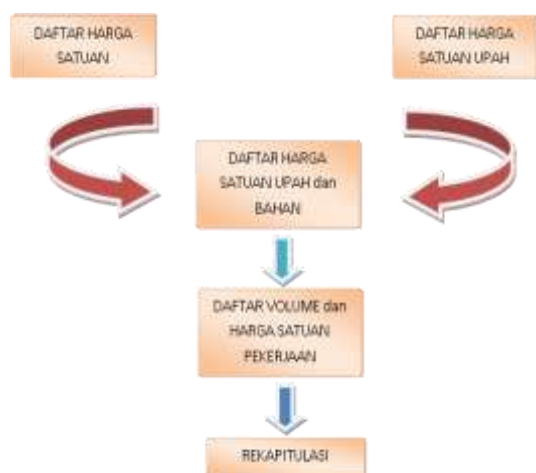 DAFTAR HARGA
SATUAN
DAFTAR HARGA
SATUAN UPAH
DAFTAR HARGA
SATUAN UPAH dan
BAHAN
DAFTAR VOLUME dan
HARGA SATUAN
PEKERJAAN
REKAPITULASI